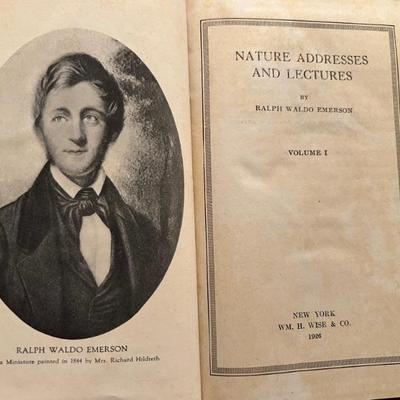 RALPH WALDO EMERSON
a Miniature painted in 1844 by Mrs. Richard Hildreth
NATURE ADDRESSES
AND LECTURES
BY
RALPH WALDO EMERSON
VOLUME I
NEW YORK
WM. H. WISE & CO.
1926